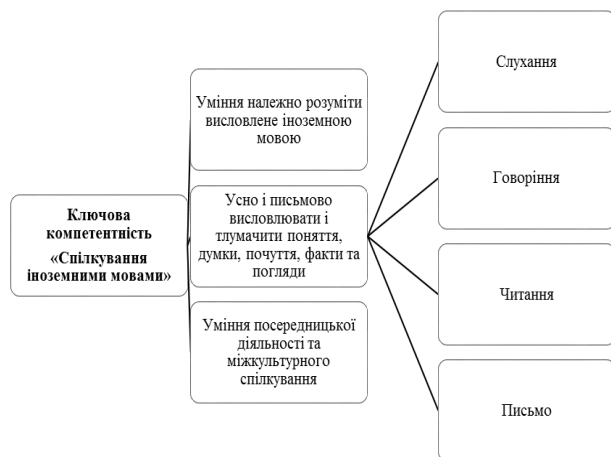 Ключова
компетентність
«Спілкування
іноземними мовами»
Уміння належно розуміти
висловлене іноземною
мовою
Усно і письмово
висловлювати і
тлумачити поняття,
думки, почуття, факти та
погляди
Уміння посередницької
діяльності та
міжкультурного
спілкування
Слухання
Говоріння
Читання
Письмо